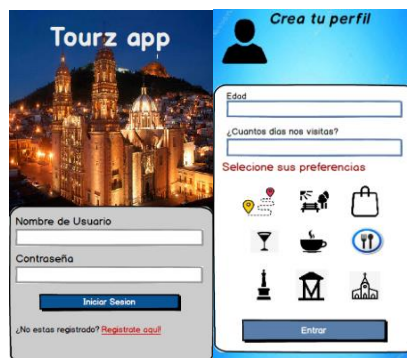 Tourz app
Nombre de Usuario
Contraseña
Iniciar Sesion
¿No estas registrado? Registrate aquí!
Crea tu perfil
Edad
¿Cuantos días nos visitas?
Selecione sus preferencias
Entrar